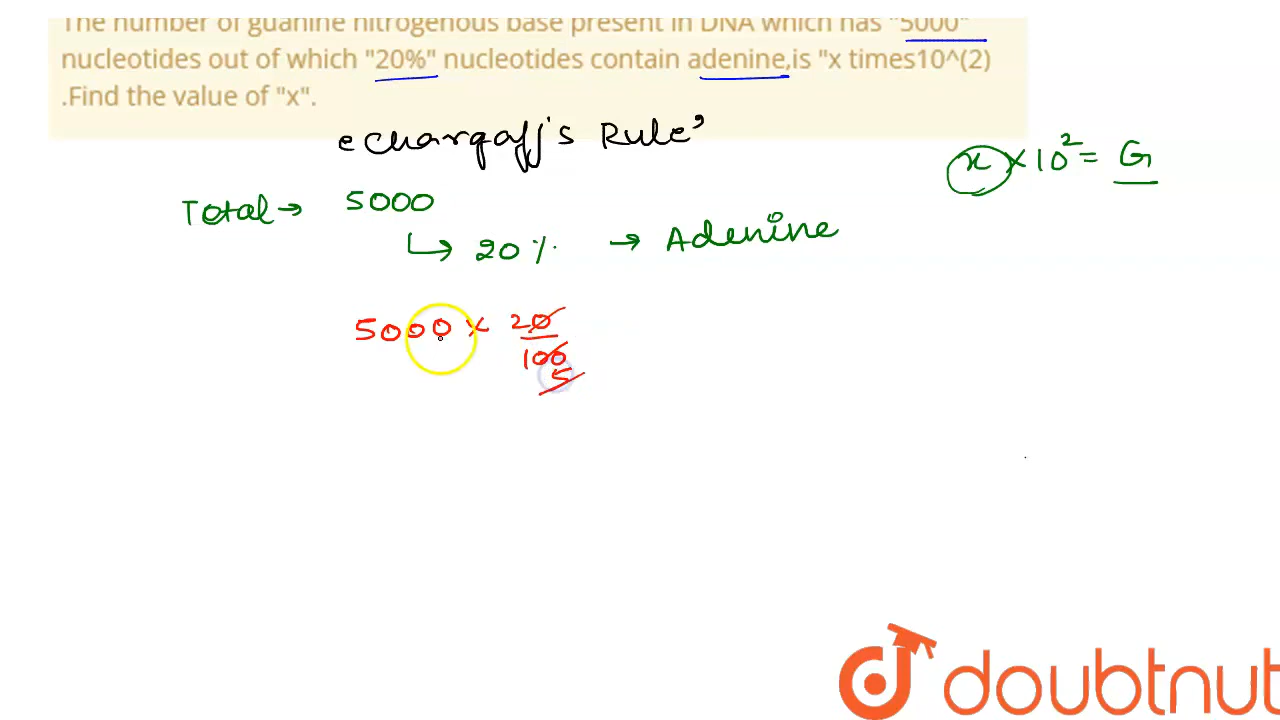 The number of guanine nitrogenous base present in DNA which has "5000"
nucleotides out of which "20%" nucleotides contain adenine,is "x times10^(2)
.Find the value of "x".
e Chargaff's Rule’
x × 10² = G
Total → 5000
↳ 20% → Adenine
5000 × 20
100
5
doubtnut